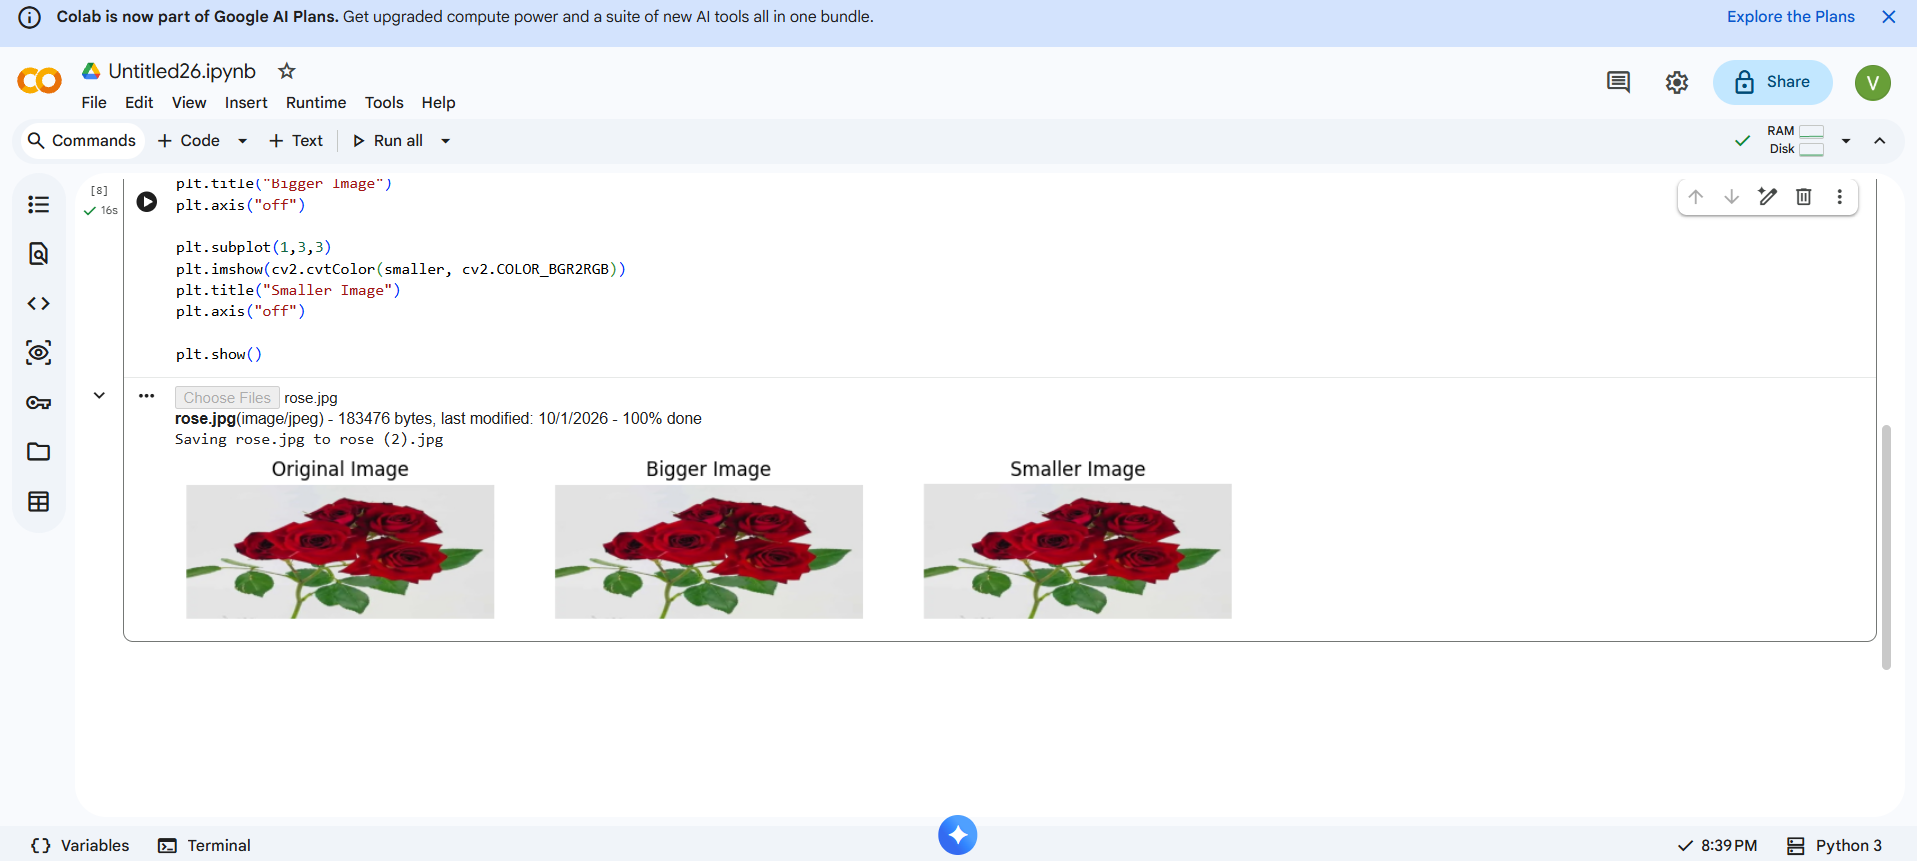 Colab is now part of Google AI Plans. Get upgraded compute power and a suite of new AI tools all in one bundle.
Explore the Plans
Untitled26.ipynb
File Edit View Insert Runtime Tools Help
Share
V
Commands + Code + Text Run all
RAM
Disk
[8]
16s
plt.title("Bigger Image")
plt.axis("off")
plt.subplot(1,3,3)
plt.imshow(cv2.cvtColor(smaller, cv2.COLOR_BGR2RGB))
plt.title("Smaller Image")
plt.axis("off")
plt.show()
Choose Files rose.jpg
rose.jpg(image/jpeg) - 183476 bytes, last modified: 10/1/2026 - 100% done
Saving rose.jpg to rose (2).jpg
Original Image Bigger Image Smaller Image
Variables Terminal
8:39 PM Python 3